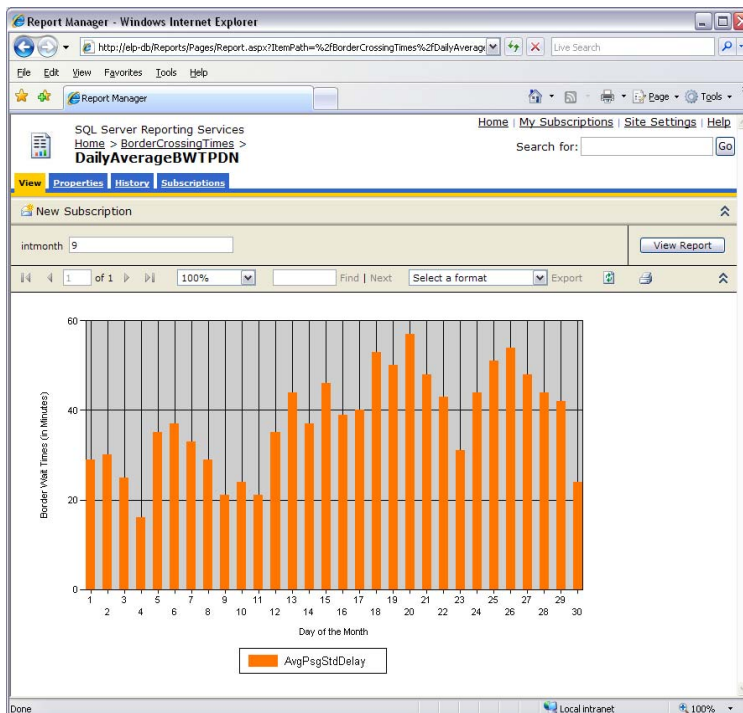 Report Manager - Windows Internet Explorer
http://elp-db/Reports/Pages/Report.aspx?ItemPath=%2fBorderCrossingTimes%2fDailyAverage
Live Search
File Edit View Favorites Tools Help
Report Manager
Page Tools
Home | My Subscriptions | Site Settings | Help
SQL Server Reporting Services
Home > BorderCrossingTimes >
DailyAverageBWTPDN
Search for:
Go
View Properties History Subscriptions
New Subscription
intmonth 9
View Report
1 of 1 100% Find | Next Select a format Export
60
40
20
0
Border Wait Times (in Minutes)
1 3 5 7 9 11 13 15 17 19 21 23 25 27 29
2 4 6 8 10 12 14 16 18 20 22 24 26 28 30
Day of the Month
AvgPsgStdDelay
Done Local intranet 100%